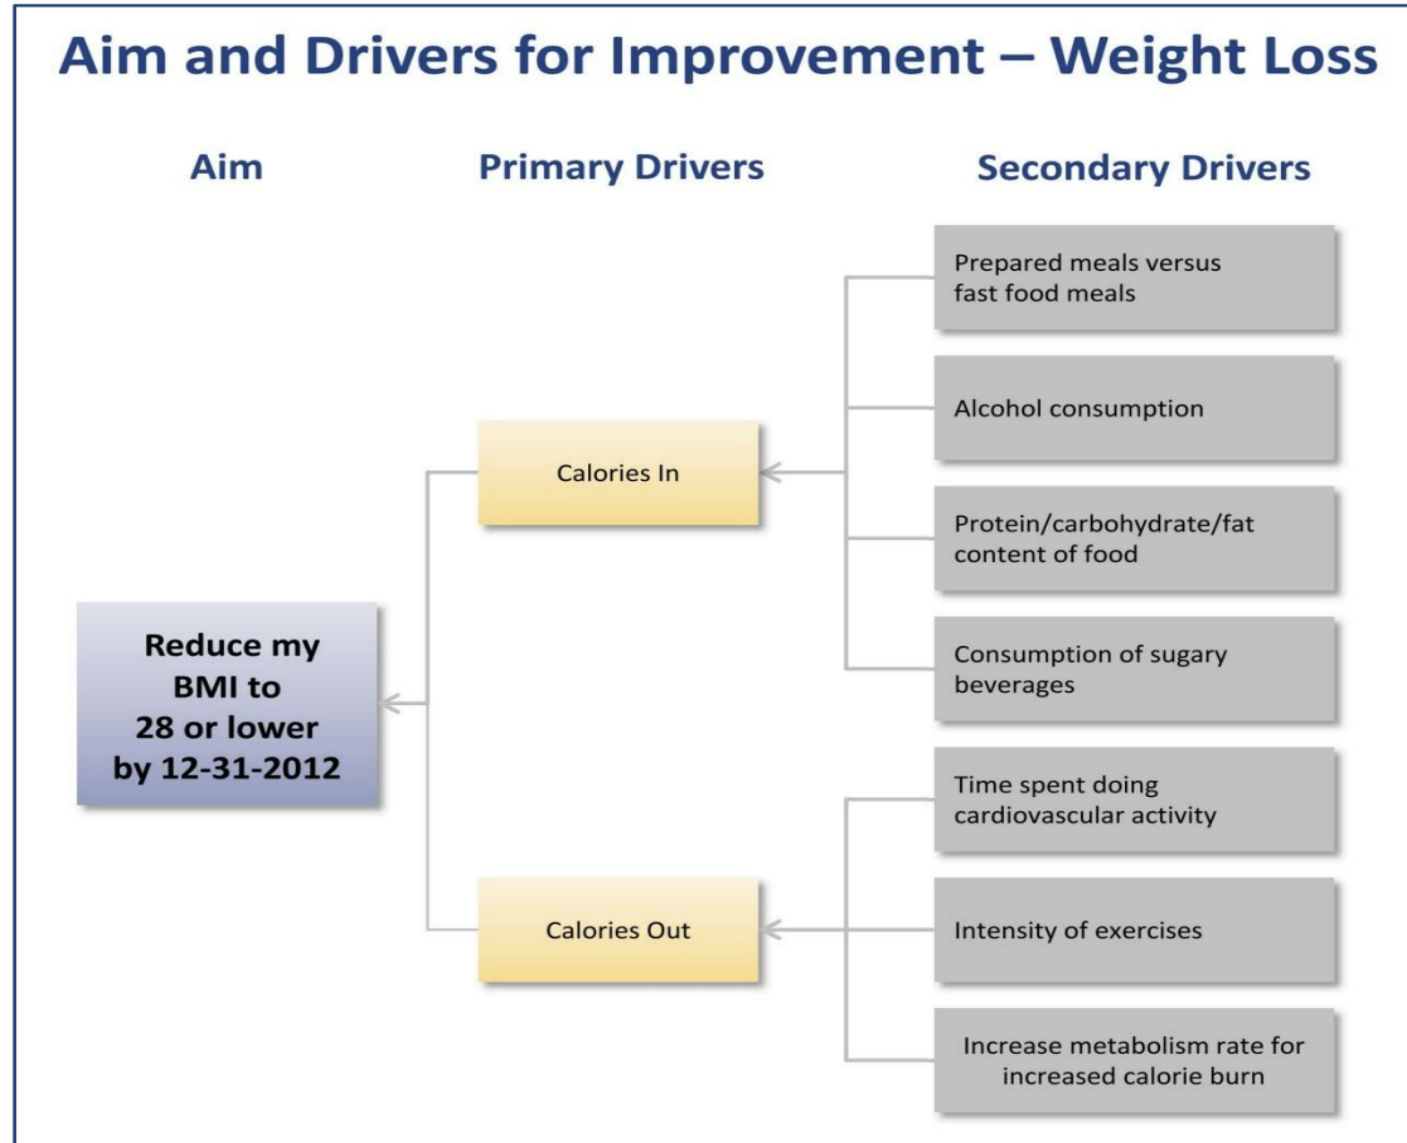 Aim and Drivers for Improvement – Weight Loss
Aim
Primary Drivers
Secondary Drivers
Reduce my
BMI to
28 or lower
by 12-31-2012
Calories In
Calories Out
Prepared meals versus
fast food meals
Alcohol consumption
Protein/carbohydrate/fat
content of food
Consumption of sugary
beverages
Time spent doing
cardiovascular activity
Intensity of exercises
Increase metabolism rate for
increased calorie burn